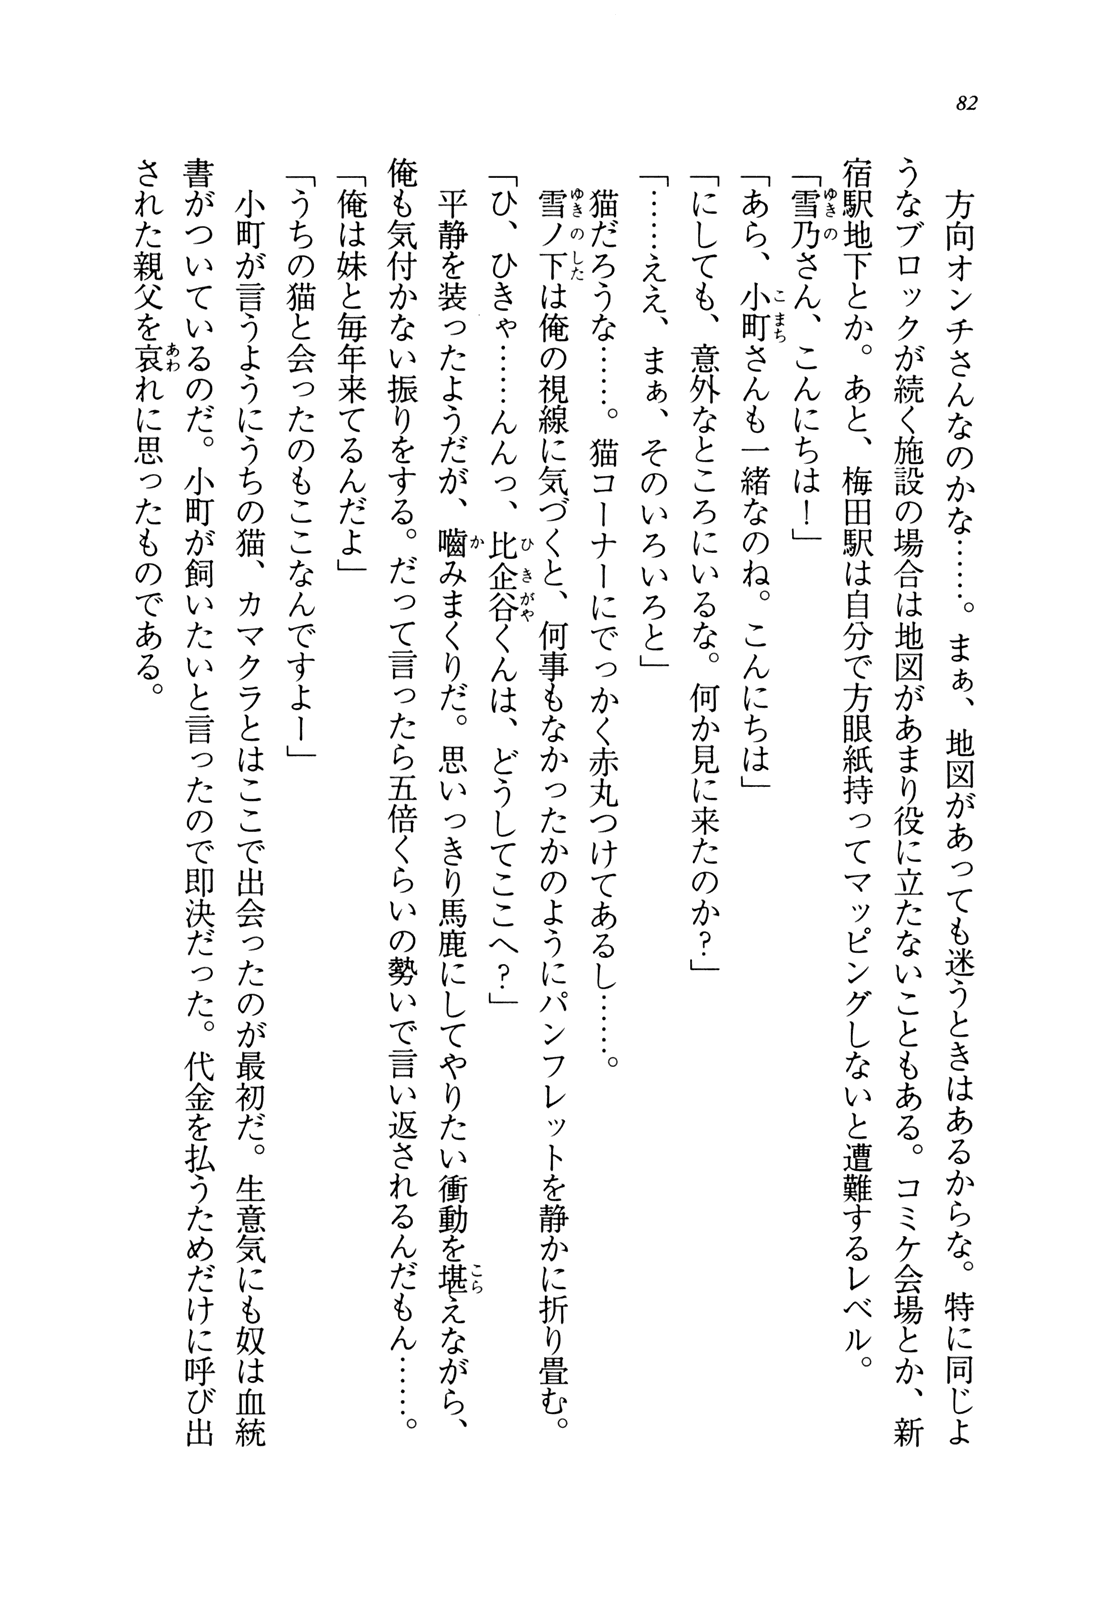 82
方向オンチさんなのかな……。まぁ、地図があっても迷うときはあるからな。特に同じよ
うなブロックが続く施設の場合は地図があまり役に立たないこともある。コミケ会場とか、新
宿駅地下とか。あと、梅田駅は自分で方眼紙持ってマッピングしないと遭難するレベル。
「雪乃さん、こんにちは！」
「あら、小町さんも一緒なのね。こんにちは」
「にしても、意外なところにいるな。何か見に来たのか？」
「……ええ、まぁ、そのいろいろと」
猫だろうな……。猫コーナーにでっかく赤丸つけてあるし……。
雪ノ下は俺の視線に気づくと、何事もなかったかのようにパンフレットを静かに折り畳む。
「ひ、ひきゃ……んんっ、比企谷くんは、どうしてここへ？」
平静を装ったようだが、嚙みまくりだ。思いっきり馬鹿にしてやりたい衝動を堪えながら、
俺も気付かない振りをする。だって言ったら五倍くらいの勢いで言い返されるんだもん……。
「俺は妹と毎年来てるんだよ」
「うちの猫と会ったのもここなんですよー」
小町が言うようにうちの猫、カマクラとはここで出会ったのが最初だ。生意気にも奴は血統
書がついているのだ。小町が飼いたいと言ったので即決だった。代金を払うためだけに呼び出
された親父を哀れに思ったものである。